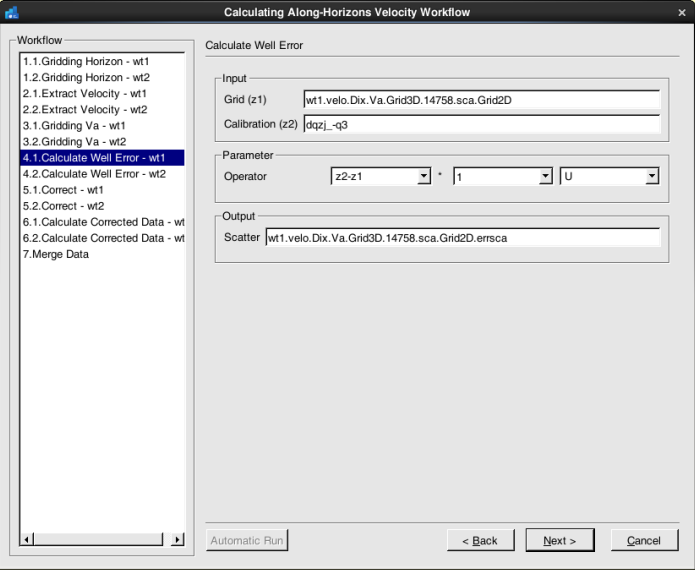 Calculating Along-Horizons Velocity Workflow
Workflow
1.1.Gridding Horizon - wt1
1.2.Gridding Horizon - wt2
2.1.Extract Velocity - wt1
2.2.Extract Velocity - wt2
3.1.Gridding Va - wt1
3.2.Gridding Va - wt2
4.1.Calculate Well Error - wt1
4.2.Calculate Well Error - wt2
5.1.Correct - wt1
5.2.Correct - wt2
6.1.Calculate Corrected Data - wt
6.2.Calculate Corrected Data - wt
7.Merge Data
Calculate Well Error
Input
Grid (z1) wt1.velo.Dix.Va.Grid3D.14758.sca.Grid2D
Calibration (z2) dqzj_-q3
Parameter
Operator z2-z1 * 1 U
Output
Scatter wt1.velo.Dix.Va.Grid3D.14758.sca.Grid2D.errsca
Automatic Run < Back Next > Cancel